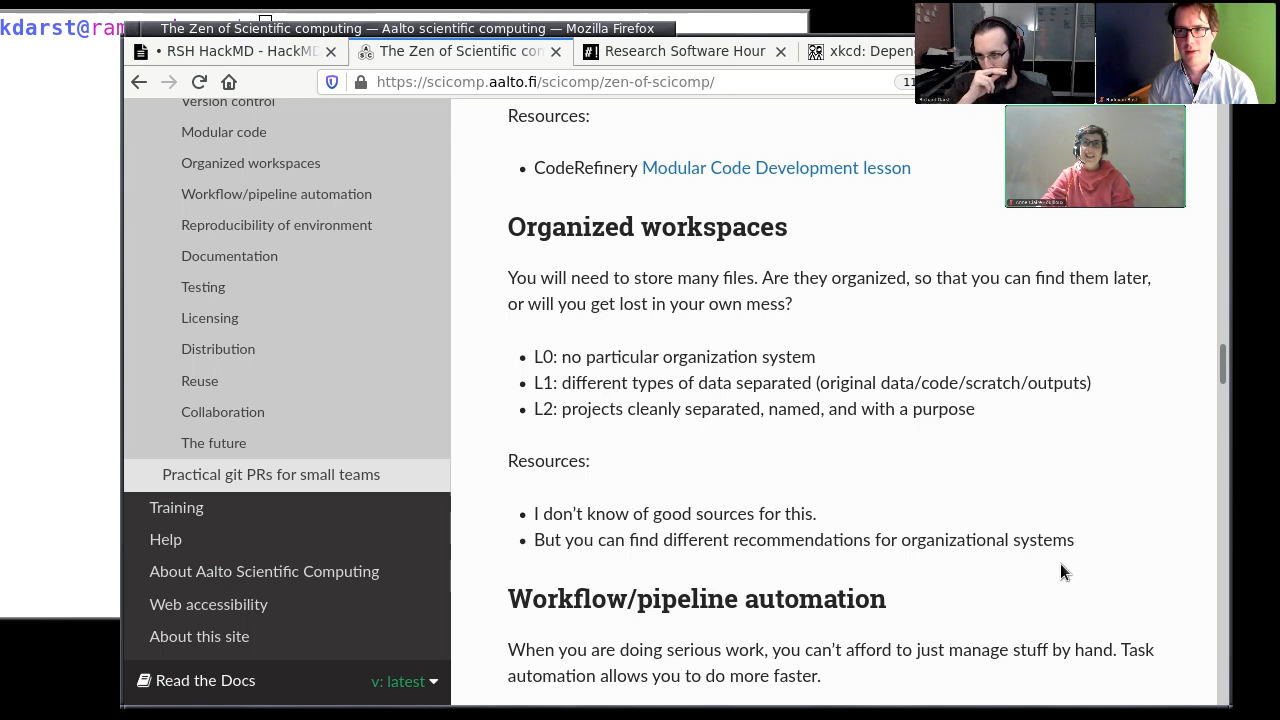 kdarst@ram
The Zen of Scientific computing — Aalto scientific computing — Mozilla Firefox
• RSH HackMD - HackMD
The Zen of Scientific con
Research Software Hour
xkcd: Depen
https://scicomp.aalto.fi/scicomp/zen-of-scicomp/
11
Version control
Modular code
Organized workspaces
Workflow/pipeline automation
Reproducibility of environment
Documentation
Testing
Licensing
Distribution
Reuse
Collaboration
The future
Practical git PRs for small teams
Training
Help
About Aalto Scientific Computing
Web accessibility
About this site
Read the Docs
v: latest
Resources:
• CodeRefinery Modular Code Development lesson
Organized workspaces
You will need to store many files. Are they organized, so that you can find them later,
or will you get lost in your own mess?
• L0: no particular organization system
• L1: different types of data separated (original data/code/scratch/outputs)
• L2: projects cleanly separated, named, and with a purpose
Resources:
• I don’t know of good sources for this.
• But you can find different recommendations for organizational systems
Workflow/pipeline automation
When you are doing serious work, you can’t afford to just manage stuff by hand. Task
automation allows you to do more faster.